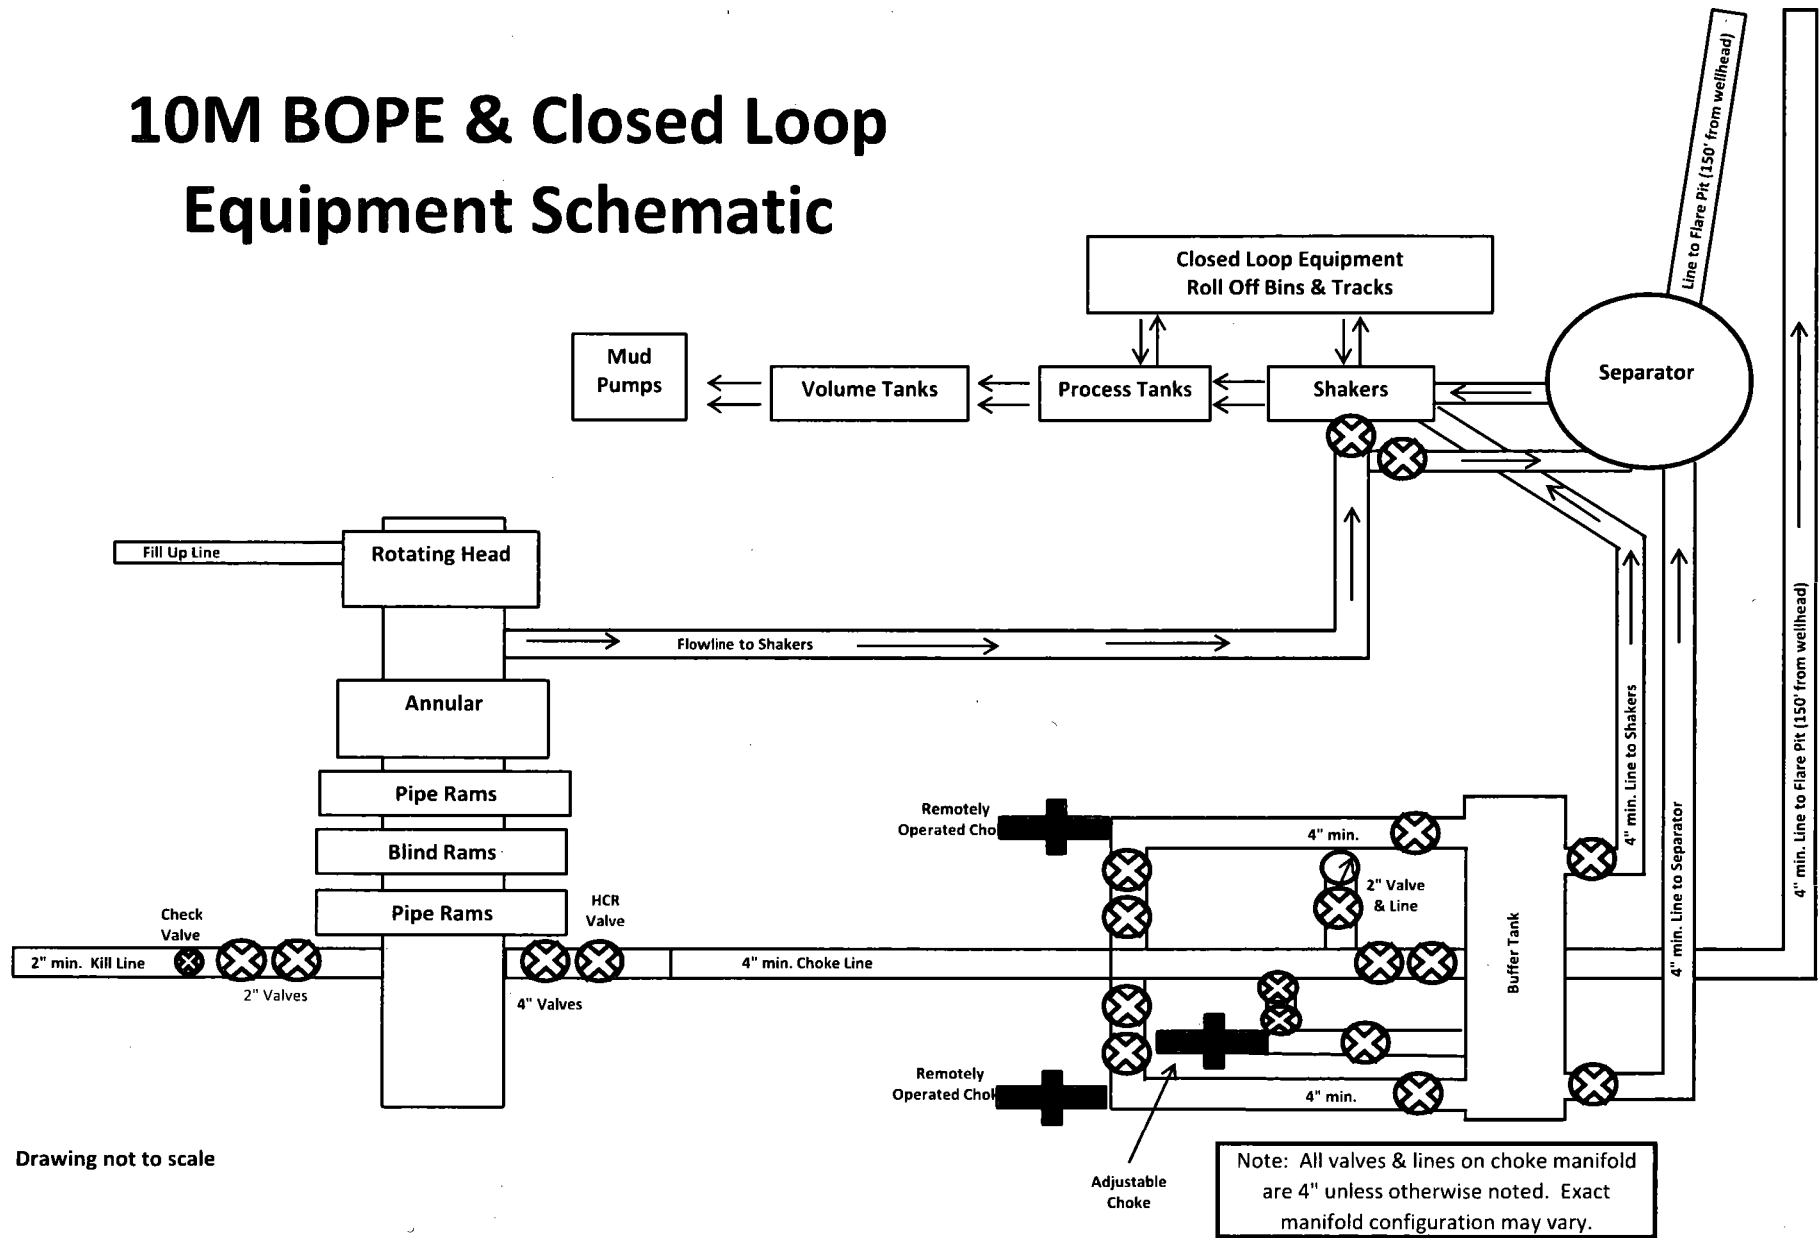 10M BOPE & Closed Loop
Equipment Schematic
Line to Flare Pit (150' from wellhead)
Closed Loop Equipment
Roll Off Bins & Tracks
Mud
Pumps
Volume Tanks
Process Tanks
Shakers
Separator
Fill Up Line
Rotating Head
Flowline to Shakers
Annular
Pipe Rams
Blind Rams
Pipe Rams
Check
Valve
HCR
Valve
2" min. Kill Line
4" min. Choke Line
2" Valves
4" Valves
Remotely
Operated Cho
4" min.
2" Valve
& Line
Buffer Tank
4" min. Line to Shakers
4" min. Line to Separator
4" min. Line to Flare Pit (150' from wellhead)
Remotely
Operated Chok
4" min.
Adjustable
Choke
Drawing not to scale
Note: All valves & lines on choke manifold
are 4" unless otherwise noted. Exact
manifold configuration may vary.